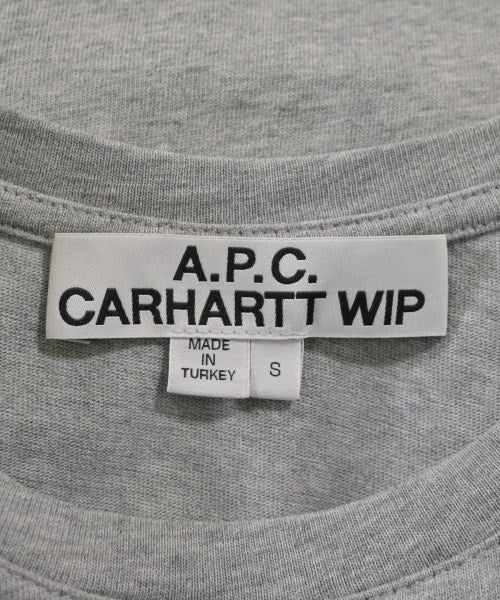 A.P.C.
CARHARTT WIP
MADE
IN
TURKEY
S